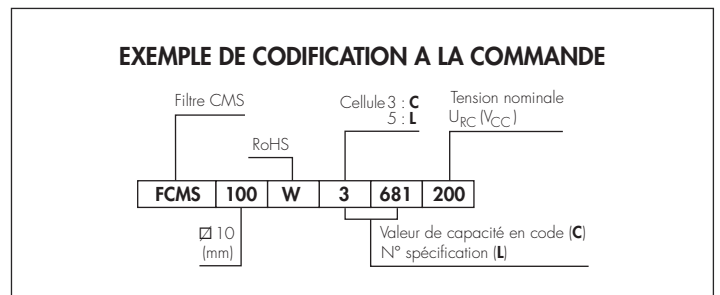 EXEMPLE DE CODIFICATION A LA COMMANDE
Filtre CMS
Cellule 3 : C
5 : L
Tension nominale
URC (VCC)
RoHS
FCMS 100 W 3 681 200
10
(mm)
Valeur de capacité en code (C)
N° spécification (L)